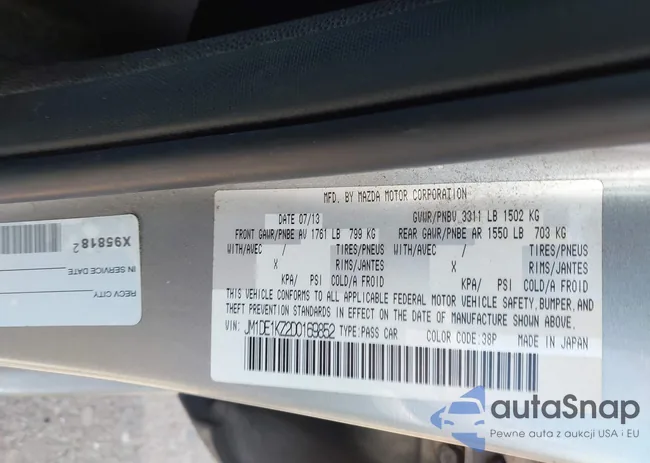 MFD. BY MAZDA MOTOR CORPORATION
DATE 07/13 GVWR/PNBV 3311 LB 1502 KG
FRONT GAWR/PNBE AV 1761 LB 799 KG REAR GAWR/PNBE AR 1550 LB 703 KG
WITH/AVEC / TIRES/PNEUS WITH/AVEC / TIRES/PNEUS
X RIMS/JANTES X RIMS/JANTES
KPA/ PSI COLD/A FROID KPA/ PSI COLD/A FROID
THIS VEHICLE CONFORMS TO ALL APPLICABLE FEDERAL MOTOR VEHICLE SAFETY, BUMPER, AND
THEFT PREVENTION STANDARDS IN EFFECT ON THE DATE OF MANUFACTURE SHOWN ABOVE.
VIN: JM1DE1KZ2D0169852 TYPE:PASS CAR COLOR CODE:38P MADE IN JAPAN
X95818 2
IN SERVICE DATE
RECV CITY
autaSnap
Pewne auta z aukcji USA i EU